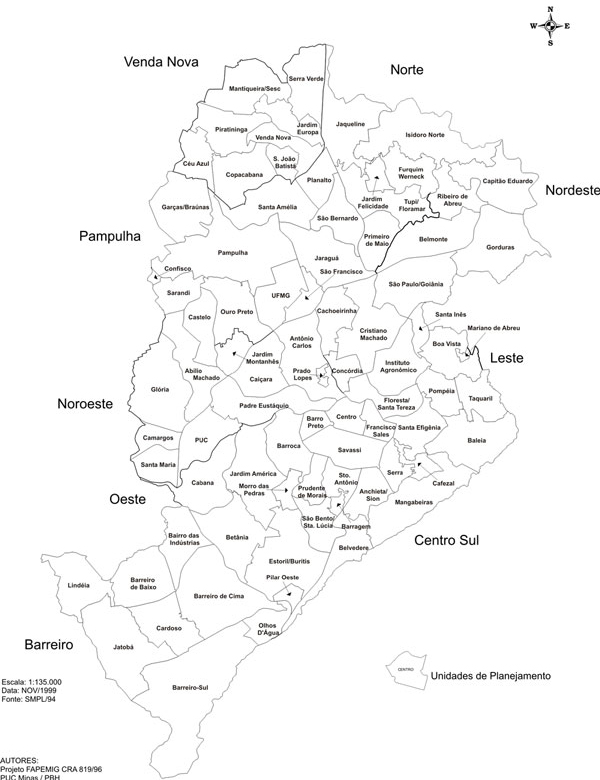 N
W E
S
Venda Nova
Norte
Serra Verde
Mantiqueira/Sesc
Jaqueline
Jardim
Europa
Piratininga
Venda Nova
Isidoro Norte
Céu Azul
S. João
Batista
Copacabana
Planalto
Furquim
Werneck
Capitão Eduardo
Nordeste
Jardim
Felicidade
Tupi/
Floramar
Ribeiro de
Abreu
Garças/Braúnas
Santa Amélia
São Bernardo
Pampulha
Primeiro
de Maio
Belmonte
Gorduras
Pampulha
Jaraguá
Confisco
São Francisco
São Paulo/Goiânia
Sarandi
UFMG
Castelo
Ouro Preto
Cachoeirinha
Santa Inês
Mariano de Abreu
Cristiano
Machado
Antônio
Carlos
Boa Vista
Leste
Jardim
Montanhês
Instituto
Agronômico
Abílio
Machado
Caiçara
Prado
Lopes
Concórdia
Glória
Pompéia
Taquaril
Noroeste
Padre Eustáquio
Floresta/
Santa Tereza
Barro
Preto
Centro
Francisco
Sales
Santa Efigênia
Camargos
PUC
Baleia
Barroca
Savassi
Santa Maria
Serra
Cabana
Jardim América
Sto.
Antônio
Cafezal
Morro das
Pedras
Prudente
de Morais
Anchieta/
Sion
Mangabeiras
Oeste
São Bento/
Sta. Lúcia
Barragem
Bairro das
Indústrias
Betânia
Centro Sul
Belvedere
Estoril/Buritis
Pilar Oeste
Lindéia
Barreiro
de Baixo
Barreiro de Cima
Olhos
D'Água
Cardoso
Barreiro
Jatobá
CENTRO
Unidades de Planejamento
Escala: 1:135.000
Data: NOV/1999
Fonte: SMPL/94
Barreiro-Sul
AUTORES:
Projeto FAPEMIG CRA 819/96
PUC Minas / PBH